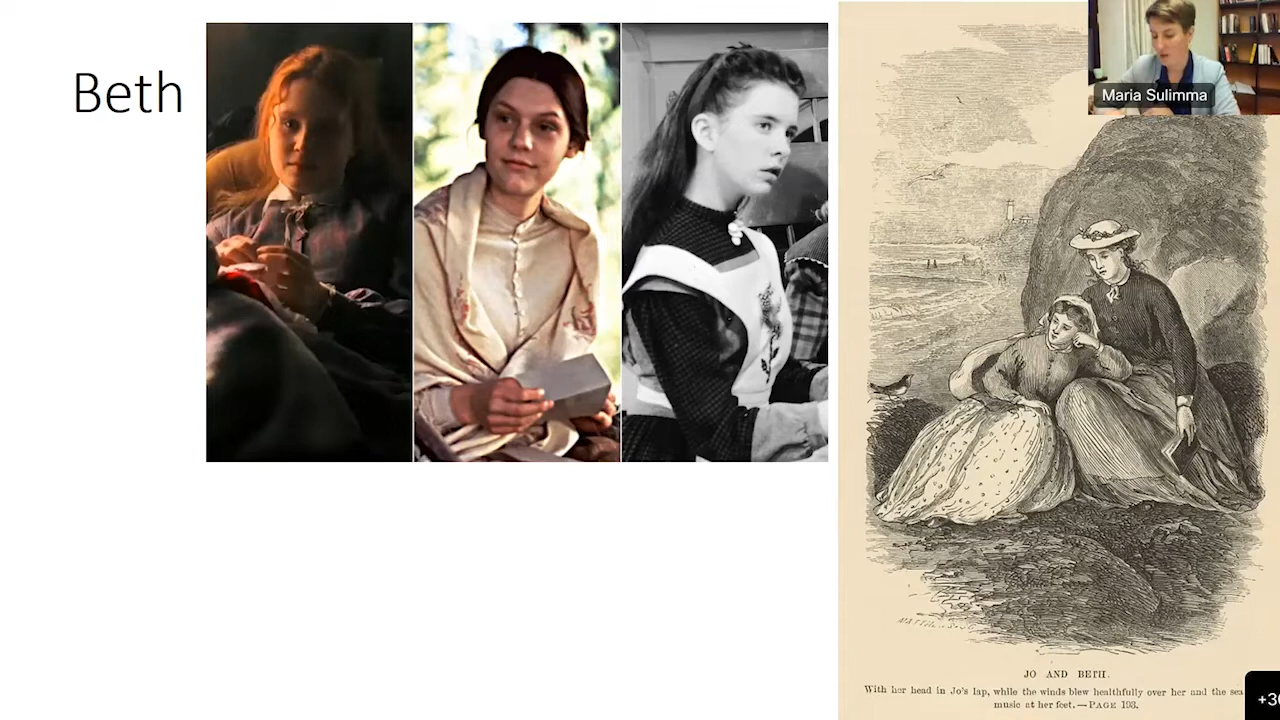 Beth
Maria Sulimma
JO AND BETH.
With her head in Jo's lap, while the winds blew healthfully over her and the sea
music at her feet.—PAGE 193.